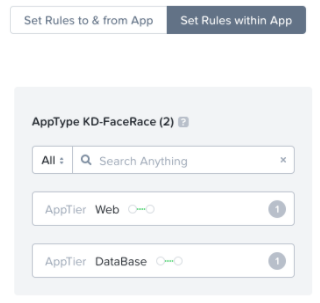 Set Rules to & from App Set Rules within App
AppType KD-FaceRace (2) ?
All Search Anything ×
AppTier Web 1
AppTier DataBase 1